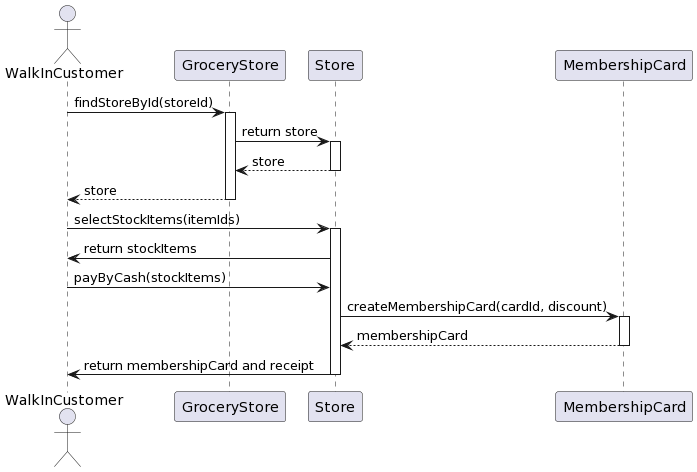 WalkInCustomer
GroceryStore
Store
MembershipCard
findStoreById(storeId)
return store
store
store
selectStockItems(itemIds)
return stockItems
payByCash(stockItems)
createMembershipCard(cardId, discount)
membershipCard
return membershipCard and receipt
WalkInCustomer
GroceryStore
Store
MembershipCard